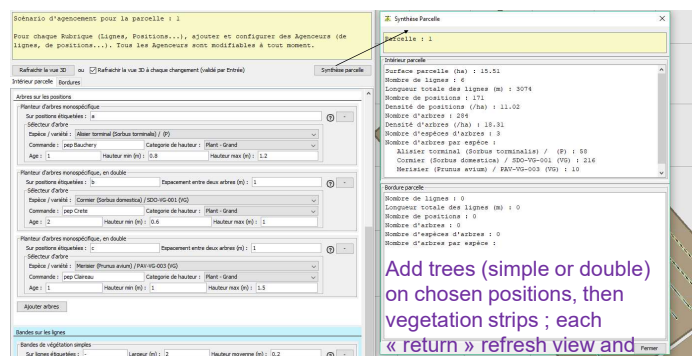 Scénario d'agencement pour la parcelle : 1
Pour chaque Rubrique (Lignes, Positions...), ajouter et configurer des Agenceurs (de
lignes, de positions...). Tous les Agenceurs sont modifiables à tout moment.
Rafraichir la vue 3D ou Rafraichir la vue 3D à chaque changement (validé par Entrée) Synthèse parcelle
Intérieur parcelle Bordures
Arbres sur les positions
Planteur d'arbres monospécifique
Sur positions étiquetées : a ? -
Sélecteur d'arbre
Espèce / variété : Alisier torminal (Sorbus torminalis) / (P)
Commande : pep Bauchery Categorie de hauteur : Plant - Grand
Age : 1 Hauteur min (m) : 0.8 Hauteur max (m) : 1.2
Planteur d'arbres monospécifique, en double
Sur positions étiquetées : b Espacement entre deux arbres (m) : 1 ? -
Sélecteur d'arbre
Espèce / variété : Cormier (Sorbus domestica) / SDO-VG-001 (VG)
Commande : pep Crete Categorie de hauteur : Plant - Grand
Age : 2 Hauteur min (m) : 0.6 Hauteur max (m) : 1
Planteur d'arbres monospécifique, en double
Sur positions étiquetées : c Espacement entre deux arbres (m) : 1 ? -
Sélecteur d'arbre
Espèce / variété : Merisier (Prunus avium) / PAV-VG-003 (VG)
Commande : pep Claireau Categorie de hauteur : Plant - Grand
Age : 1 Hauteur min (m) : 1 Hauteur max (m) : 1.5
Ajouter arbres
Bandes sur les lignes
Bandes de végétation simples
Sur lignes étiquetées : - Largeur (m) : 2 Hauteur moyenne (m) : 0.2
Synthèse Parcelle
Parcelle : 1
Intérieur parcelle
Surface parcelle (ha) : 15.51
Nombre de lignes : 6
Longueur totale des lignes (m) : 3074
Nombre de positions : 171
Densité de positions (/ha) : 11.02
Nombre d'arbres : 284
Densité d'arbres (/ha) : 18.31
Nombre d'espèces d'arbres : 3
Nombre d'arbres par espèce :
Alisier torminal (Sorbus torminalis) / (P) : 58
Cormier (Sorbus domestica) / SDO-VG-001 (VG) : 216
Merisier (Prunus avium) / PAV-VG-003 (VG) : 10
Bordure parcelle
Nombre de lignes : 0
Longueur totale des lignes (m) : 0
Nombre de positions : 0
Nombre d'arbres : 0
Nombre d'espèces d'arbres : 0
Nombre d'arbres par espèce :
Add trees (simple or double)
on chosen positions, then
vegetation strips ; each
« return » refresh view and
Fermer